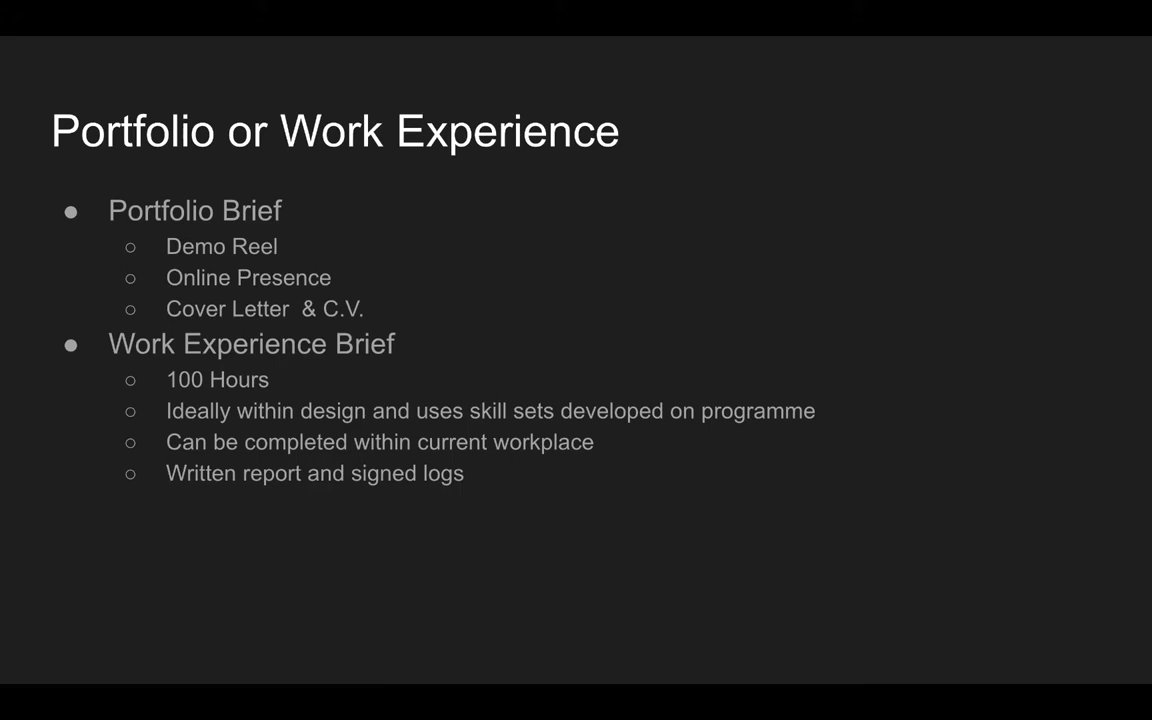 Portfolio or Work Experience
● Portfolio Brief
○ Demo Reel
○ Online Presence
○ Cover Letter  & C.V.
● Work Experience Brief
○ 100 Hours
○ Ideally within design and uses skill sets developed on programme
○ Can be completed within current workplace
○ Written report and signed logs